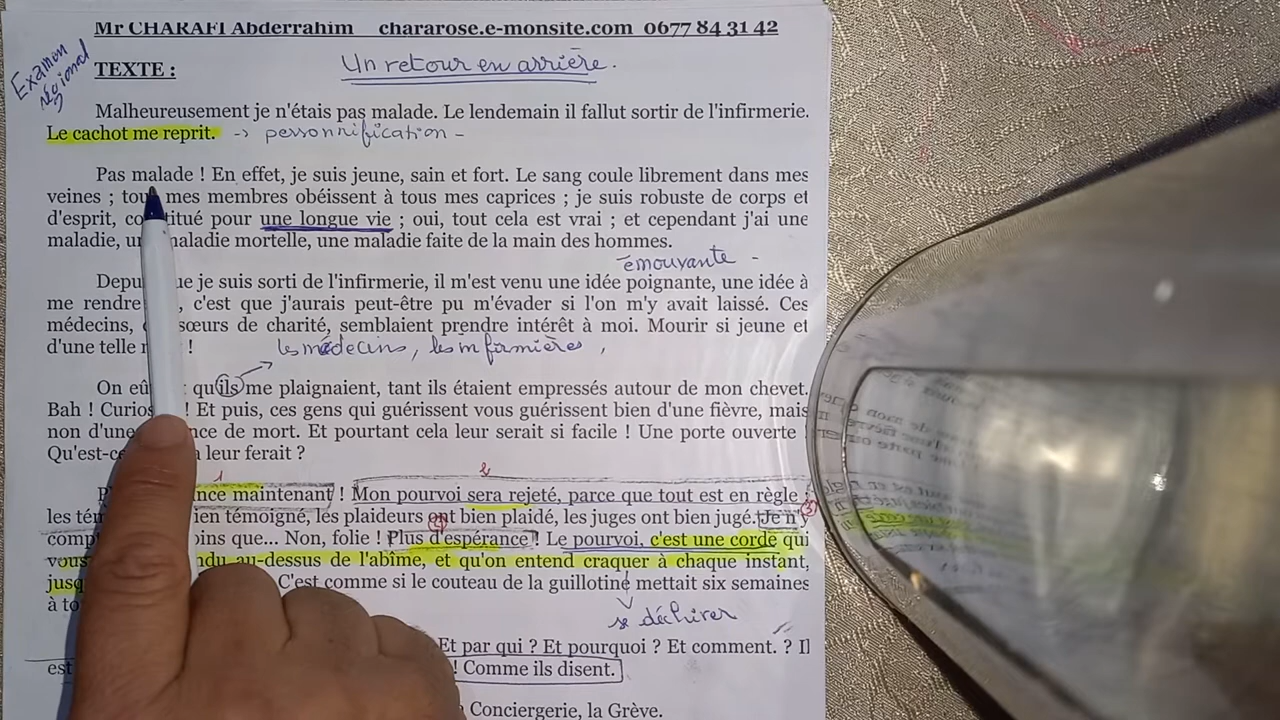 Mr CHARAFI Abderrahim chararose.e-monsite.com 0677 84 31 42
Examen
régional
TEXTE :
Un retour en arrière.
Malheureusement je n'étais pas malade. Le lendemain il fallut sortir de l'infirmerie.
Le cachot me reprit. -> personnification -
Pas malade ! En effet, je suis jeune, sain et fort. Le sang coule librement dans mes
veines ; tous mes membres obéissent à tous mes caprices ; je suis robuste de corps et
d'esprit, constitué pour une longue vie ; oui, tout cela est vrai ; et cependant j'ai une
maladie, une maladie mortelle, une maladie faite de la main des hommes.
émouvante -
Depuis que je suis sorti de l'infirmerie, il m'est venu une idée poignante, une idée à
me rendre , c'est que j'aurais peut-être pu m'évader si l'on m'y avait laissé. Ces
médecins, sœurs de charité, semblaient prendre intérêt à moi. Mourir si jeune et
d'une telle !
les médecins, les infirmières,
On eût qu'ils me plaignaient, tant ils étaient empressés autour de mon chevet.
Bah ! ! Et puis, ces gens qui guérissent vous guérissent bien d'une fièvre, mais
non d'une de mort. Et pourtant cela leur serait si facile ! Une porte ouverte
Qu'est-ce leur ferait ?
1 2
maintenant ! Mon pourvoi sera rejeté, parce que tout est en règle ;
3
les bien témoigné, les plaideurs ont bien plaidé, les juges ont bien jugé. Je n'y
Non, folie ! Plus d'espérance ! Le pourvoi, c'est une corde qui
vous au-dessus de l'abîme, et qu'on entend craquer à chaque instant,
C'est comme si le couteau de la guillotine mettait six semaines
à
se déchirer
Et par qui ? Et pourquoi ? Et comment. ? Il
est ! Comme ils disent.
Conciergerie, la Grève.